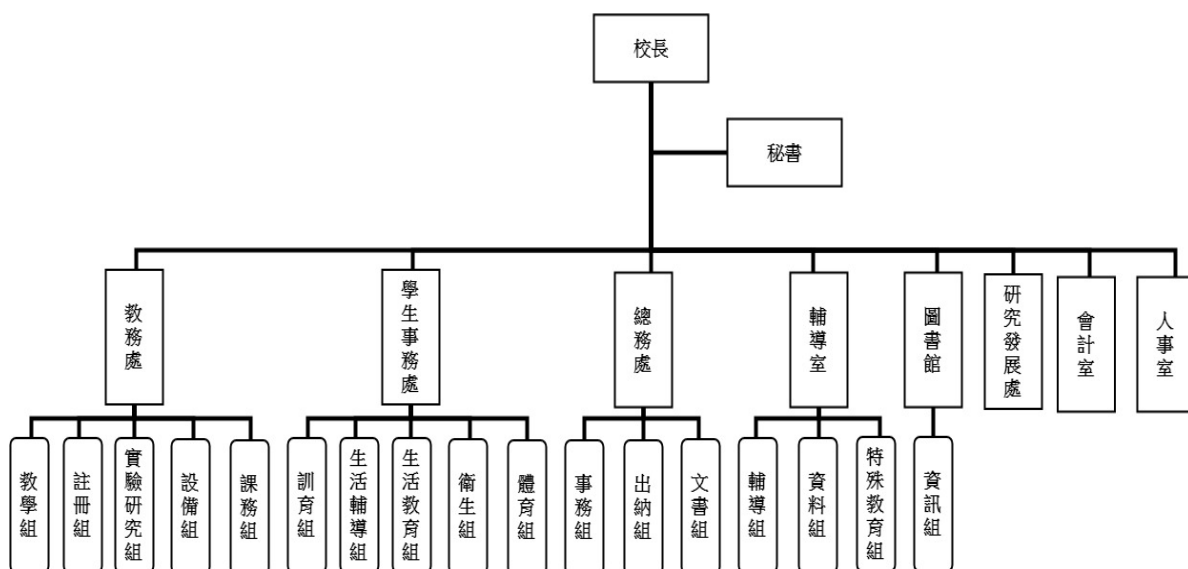 校長
秘書
教務處
學生事務處
總務處
輔導室
圖書館
研究發展處
會計室
人事室
教學組
註冊組
實驗研究組
設備組
課務組
訓育組
生活輔導組
生活教育組
衛生組
體育組
事務組
出納組
文書組
輔導組
資料組
特殊教育組
資訊組